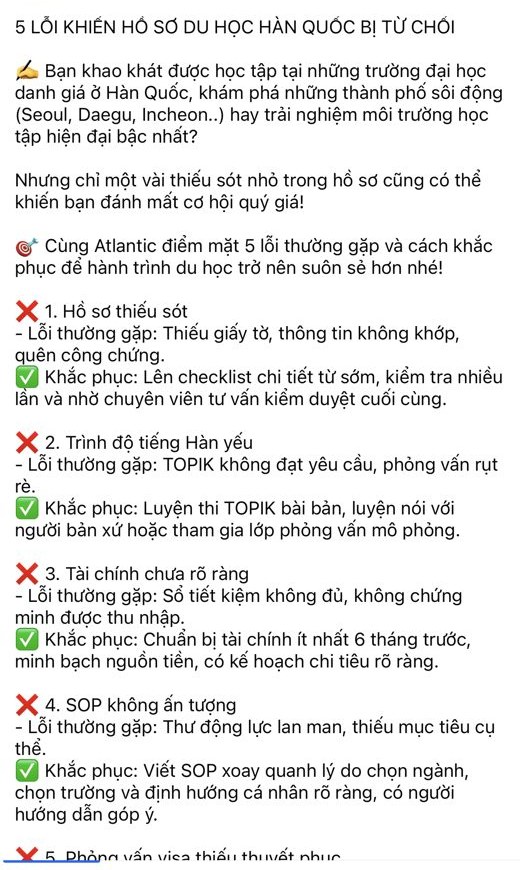 5 LỖI KHIẾN HỒ SƠ DU HỌC HÀN QUỐC BỊ TỪ CHỐI
✍️ Bạn khao khát được học tập tại những trường đại học
danh giá ở Hàn Quốc, khám phá những thành phố sôi động
(Seoul, Daegu, Incheon..) hay trải nghiệm môi trường học
tập hiện đại bậc nhất?
Nhưng chỉ một vài thiếu sót nhỏ trong hồ sơ cũng có thể
khiến bạn đánh mất cơ hội quý giá!
🎯 Cùng Atlantic điểm mặt 5 lỗi thường gặp và cách khắc
phục để hành trình du học trở nên suôn sẻ hơn nhé!
❌ 1. Hồ sơ thiếu sót
- Lỗi thường gặp: Thiếu giấy tờ, thông tin không khớp,
quên công chứng.
✅ Khắc phục: Lên checklist chi tiết từ sớm, kiểm tra nhiều
lần và nhờ chuyên viên tư vấn kiểm duyệt cuối cùng.
❌ 2. Trình độ tiếng Hàn yếu
- Lỗi thường gặp: TOPIK không đạt yêu cầu, phỏng vấn rụt
rè.
✅ Khắc phục: Luyện thi TOPIK bài bản, luyện nói với
người bản xứ hoặc tham gia lớp phỏng vấn mô phỏng.
❌ 3. Tài chính chưa rõ ràng
- Lỗi thường gặp: Sổ tiết kiệm không đủ, không chứng
minh được thu nhập.
✅ Khắc phục: Chuẩn bị tài chính ít nhất 6 tháng trước,
minh bạch nguồn tiền, có kế hoạch chi tiêu rõ ràng.
❌ 4. SOP không ấn tượng
- Lỗi thường gặp: Thư động lực lan man, thiếu mục tiêu cụ
thể.
✅ Khắc phục: Viết SOP xoay quanh lý do chọn ngành,
chọn trường và định hướng cá nhân rõ ràng, có người
hướng dẫn góp ý.
❌ 5. Phỏng vấn visa thiếu thuyết phục